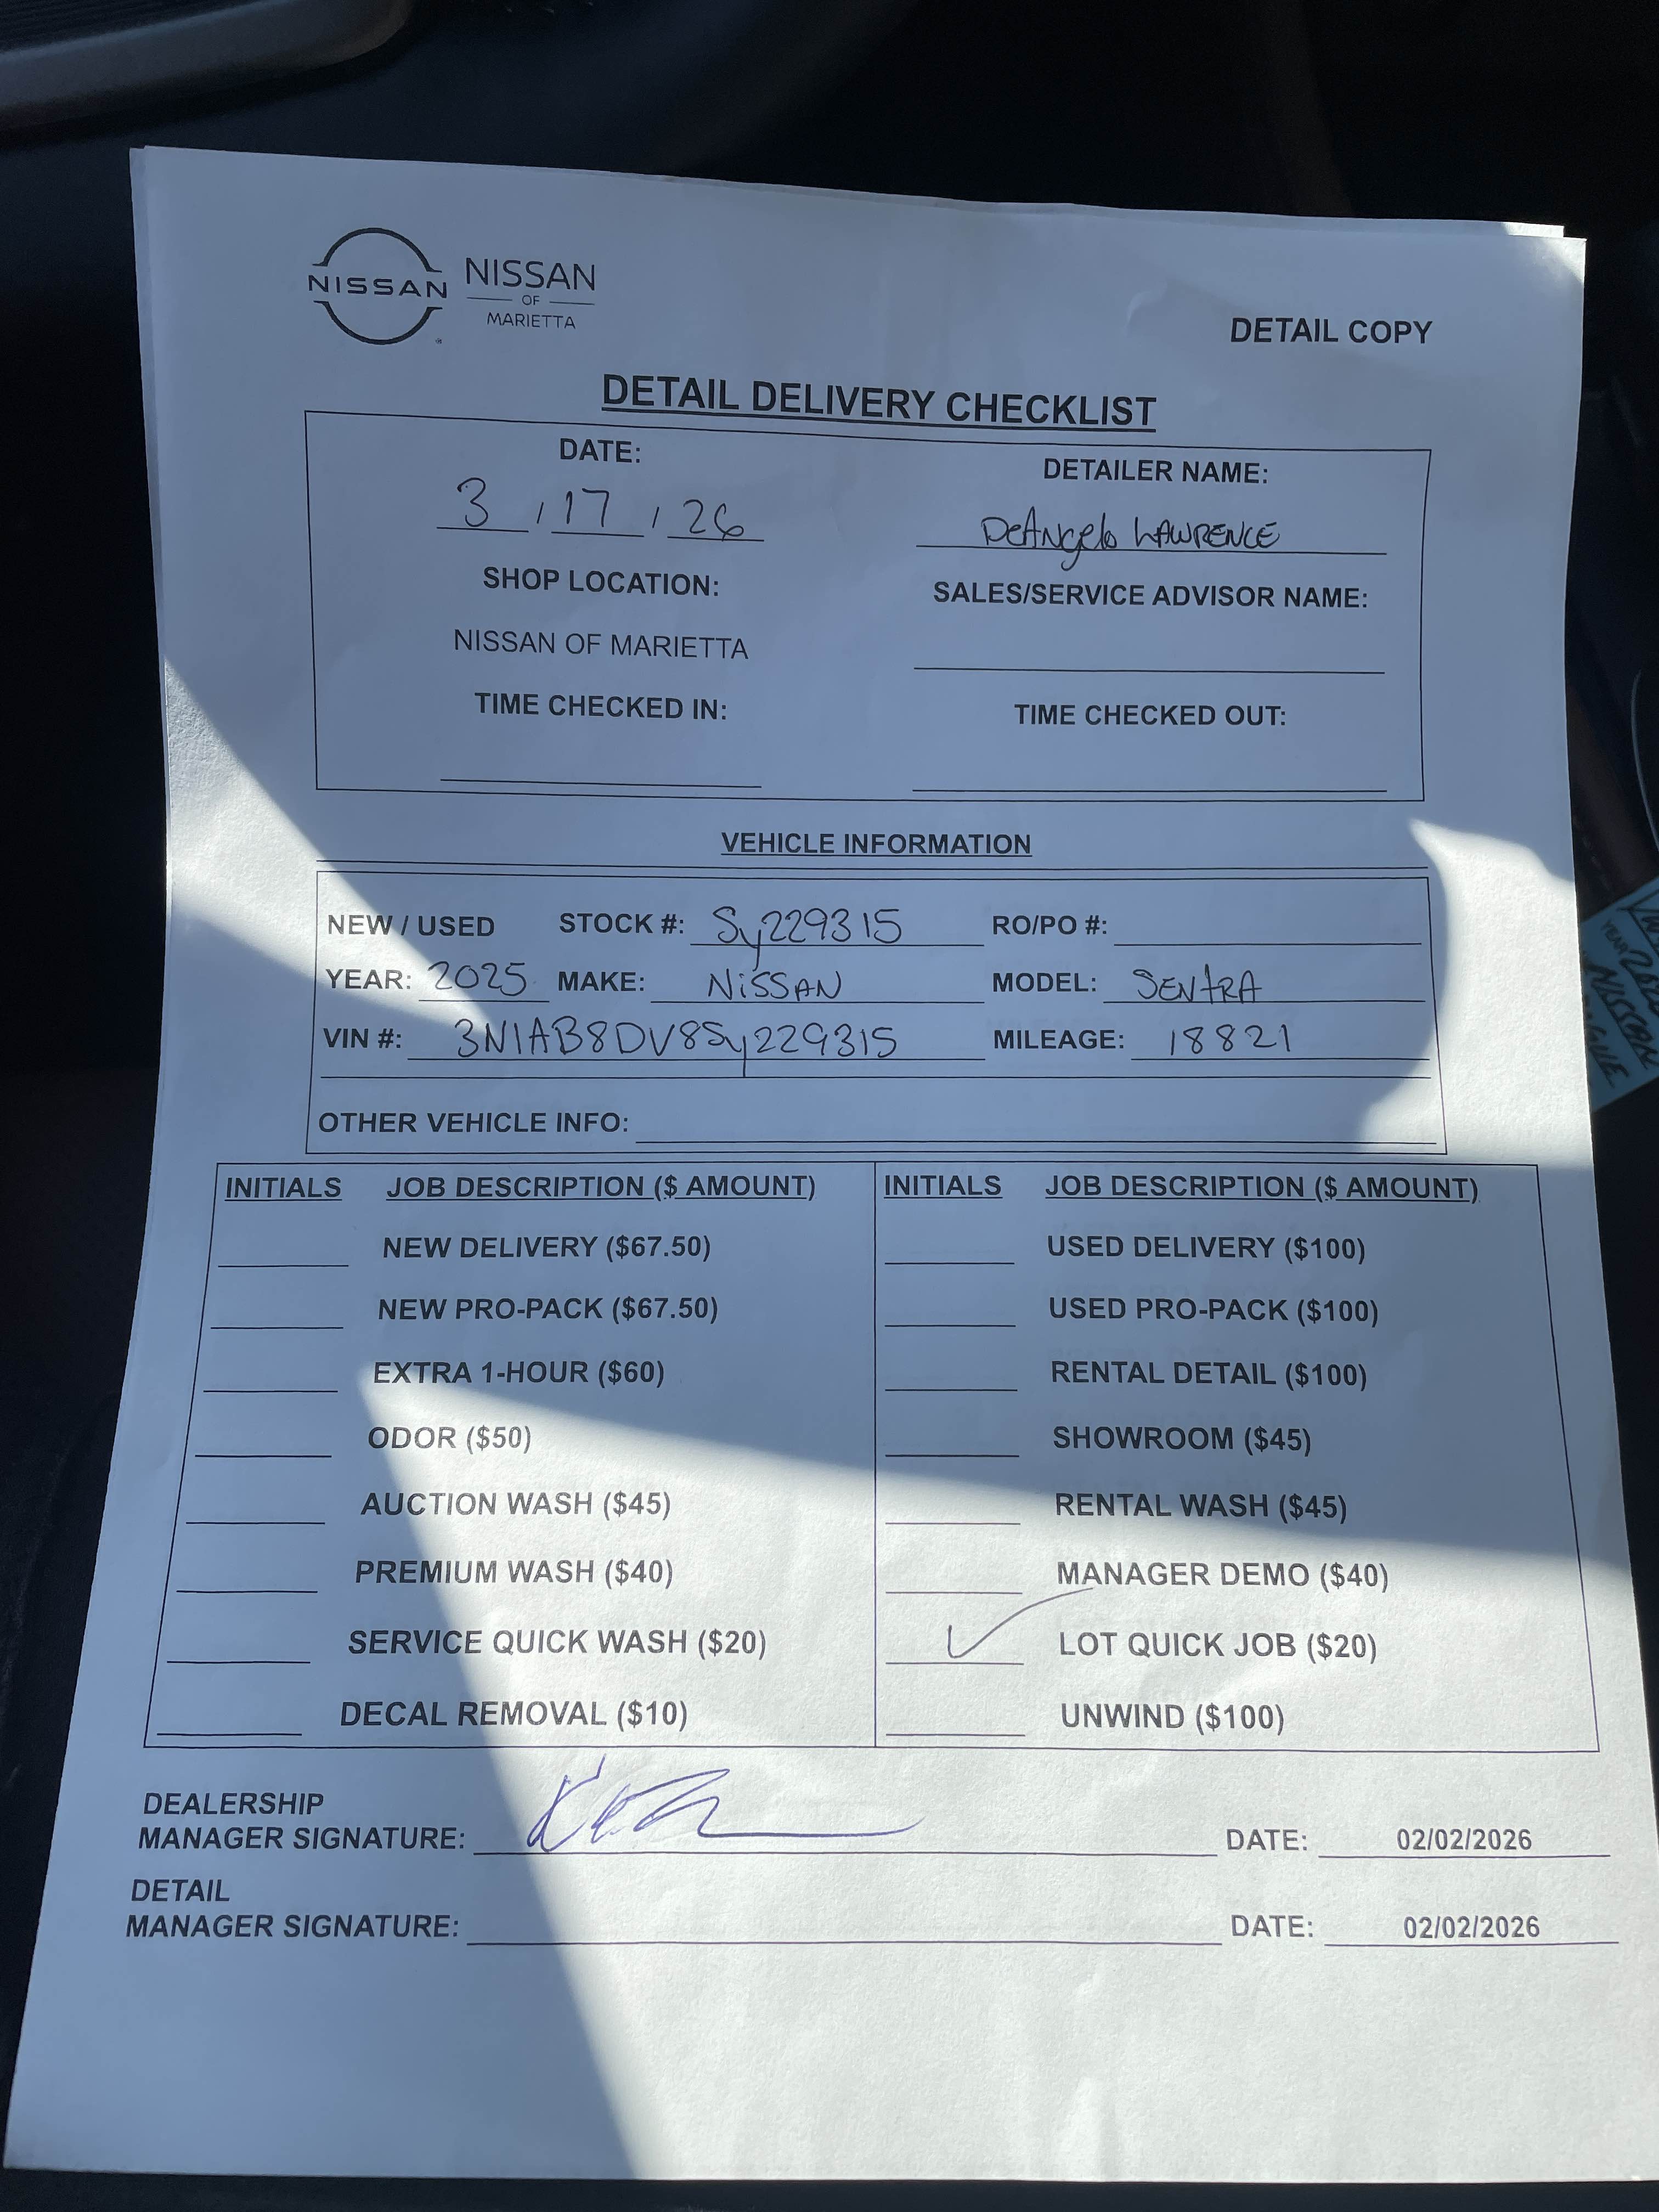 NISSAN
NISSAN
OF
MARIETTA
DETAIL COPY
DETAIL DELIVERY CHECKLIST
DATE: DETAILER NAME:
3 / 17 / 26 DeAngelo LAWRENCE
SHOP LOCATION: SALES/SERVICE ADVISOR NAME:
NISSAN OF MARIETTA
TIME CHECKED IN: TIME CHECKED OUT:
VEHICLE INFORMATION
NEW / USED STOCK #: Sy229315 RO/PO #:
YEAR: 2025 MAKE: NiSSAN MODEL: SENtRA
VIN #: 3N1AB8DV8Sy229315 MILEAGE: 18821
OTHER VEHICLE INFO:
INITIALS JOB DESCRIPTION ($ AMOUNT) INITIALS JOB DESCRIPTION ($ AMOUNT)
NEW DELIVERY ($67.50) USED DELIVERY ($100)
NEW PRO-PACK ($67.50) USED PRO-PACK ($100)
EXTRA 1-HOUR ($60) RENTAL DETAIL ($100)
ODOR ($50) SHOWROOM ($45)
AUCTION WASH ($45) RENTAL WASH ($45)
PREMIUM WASH ($40) MANAGER DEMO ($40)
SERVICE QUICK WASH ($20) ✓ LOT QUICK JOB ($20)
DECAL REMOVAL ($10) UNWIND ($100)
DEALERSHIP
MANAGER SIGNATURE: DATE: 02/02/2026
DETAIL
MANAGER SIGNATURE: DATE: 02/02/2026
YEAR
NISSAN